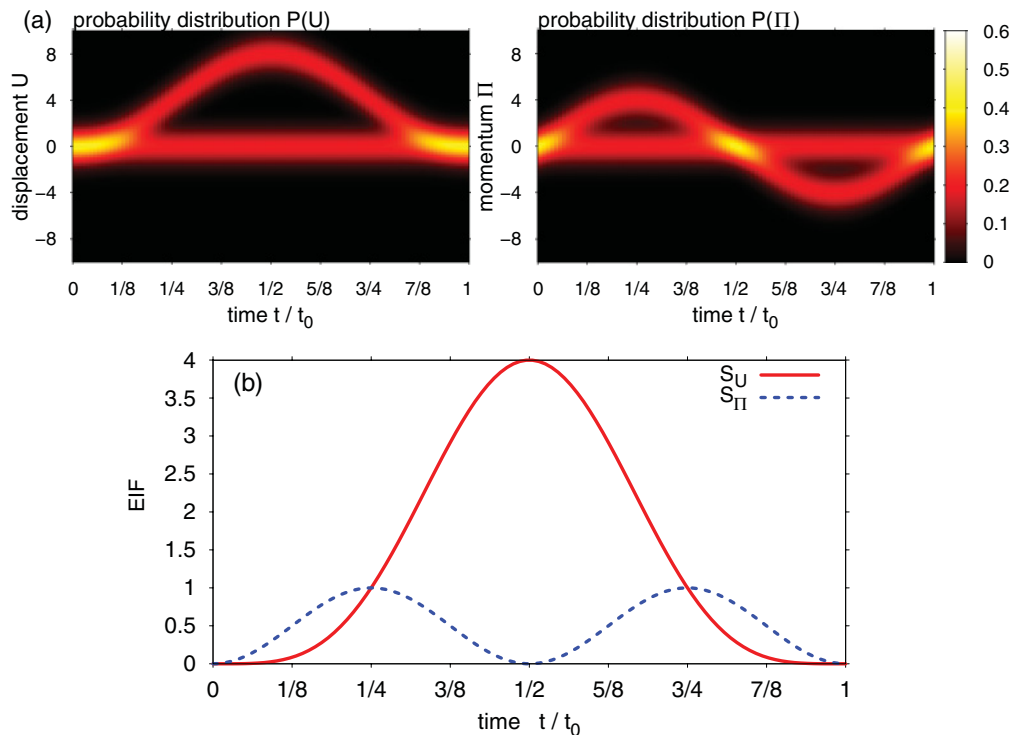 (a)
probability distribution P(U)
probability distribution P(Π)
displacement U
8
4
0
−4
−8
0 1/8 1/4 3/8 1/2 5/8 3/4 7/8 1
time t / t0
momentum Π
8
4
0
−4
−8
0 1/8 1/4 3/8 1/2 5/8 3/4 7/8 1
time t / t0
0.6
0.5
0.4
0.3
0.2
0.1
0
(b)
SU
SΠ
EIF
4
3.5
3
2.5
2
1.5
1
0.5
0
0 1/8 1/4 3/8 1/2 5/8 3/4 7/8 1
time t / t0